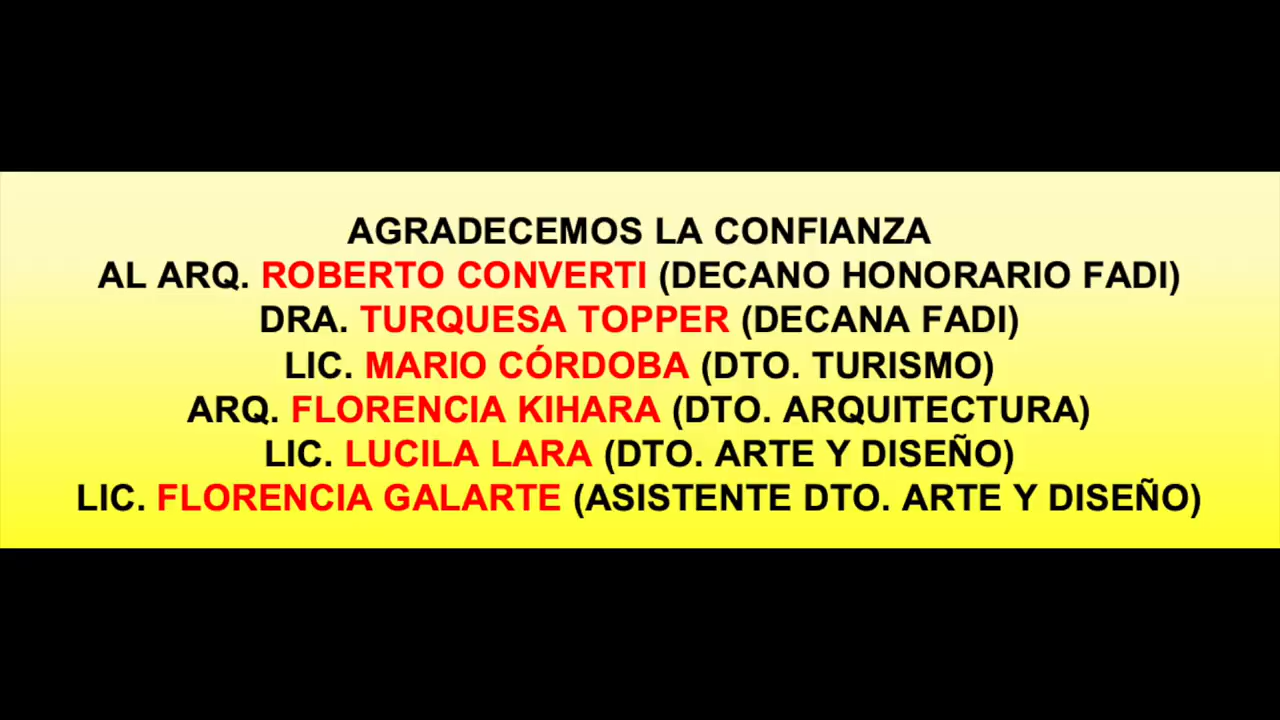 AGRADECEMOS LA CONFIANZA
AL ARQ. ROBERTO CONVERTI (DECANO HONORARIO FADI)
DRA. TURQUESA TOPPER (DECANA FADI)
LIC. MARIO CÓRDOBA (DTO. TURISMO)
ARQ. FLORENCIA KIHARA (DTO. ARQUITECTURA)
LIC. LUCILA LARA (DTO. ARTE Y DISEÑO)
LIC. FLORENCIA GALARTE (ASISTENTE DTO. ARTE Y DISEÑO)